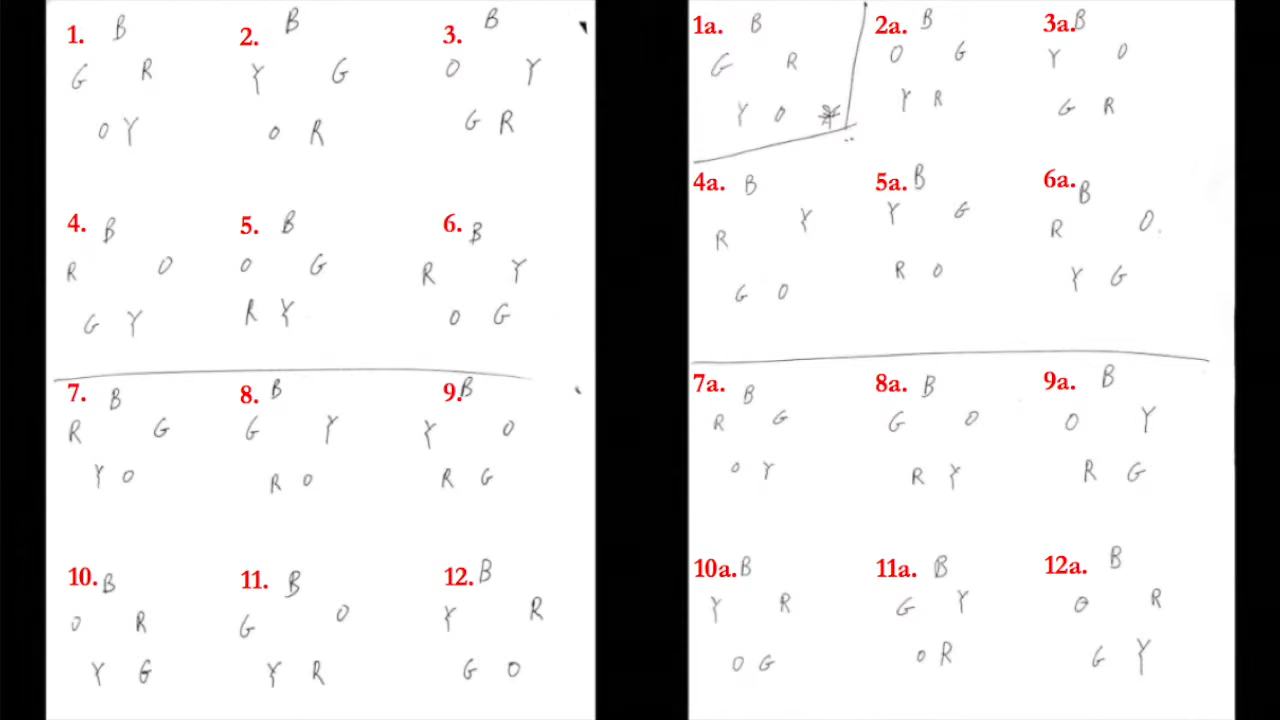 1. B
G R
O Y
2. B
Y G
O R
3. B
O Y
G R
4. B
R O
G Y
5. B
O G
R Y
6. B
R Y
O G
7. B
R G
Y O
8. B
G Y
R O
9. B
Y O
R G
10. B
O R
Y G
11. B
G O
Y R
12. B
Y R
G O
1a. B
G R
Y O
2a. B
O G
Y R
3a. B
Y O
G R
4a. B
R Y
G O
5a. B
Y G
R O
6a. B
R O
Y G
7a. B
R G
O Y
8a. B
G O
R Y
9a. B
O Y
R G
10a. B
Y R
O G
11a. B
G Y
O R
12a. B
O R
G Y